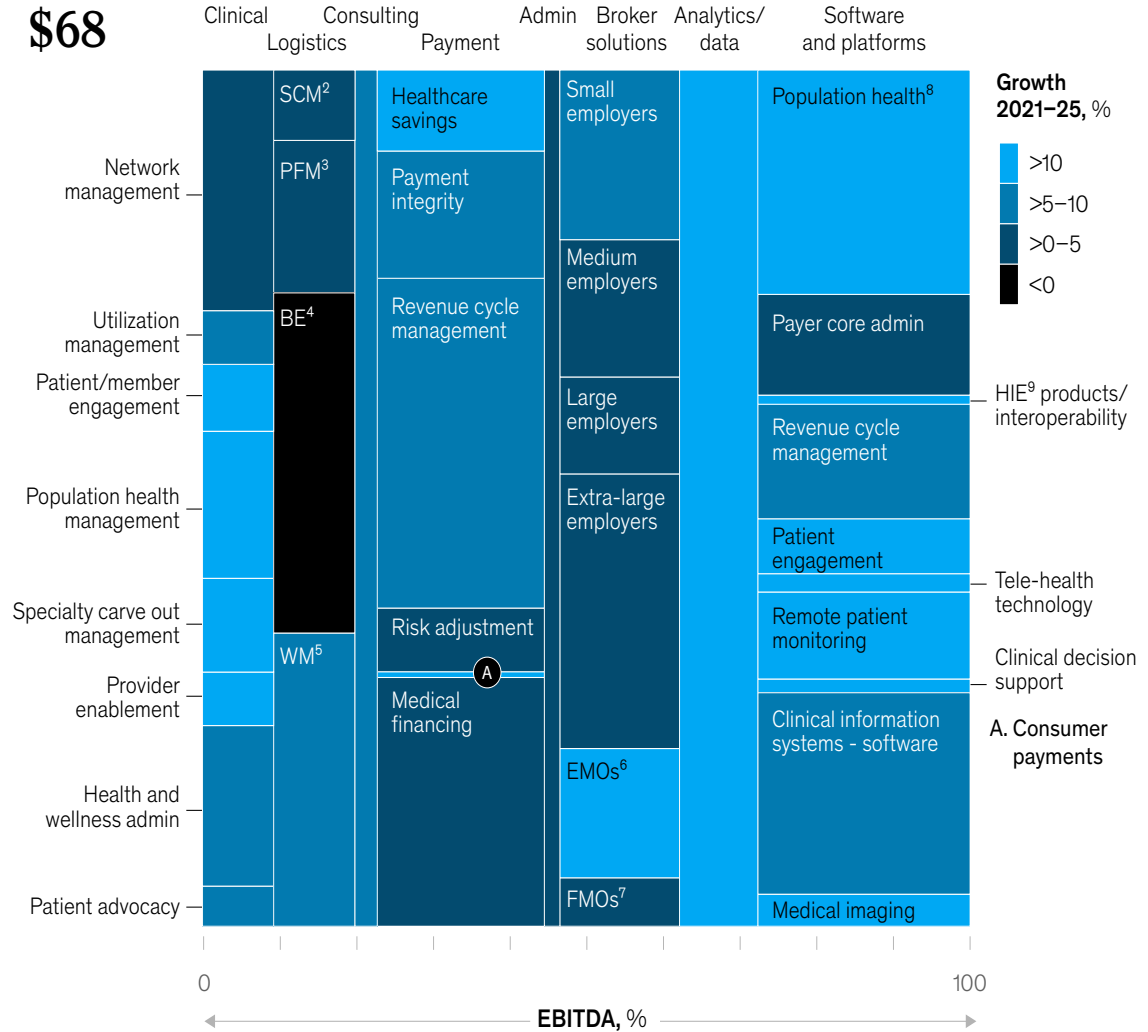 $68
Clinical
Logistics
Consulting
Payment
Admin
Broker
solutions
Analytics/
data
Software
and platforms
Network
management
Utilization
management
Patient/member
engagement
Population health
management
Specialty carve out
management
Provider
enablement
Health and
wellness admin
Patient advocacy
SCM²
PFM³
BE⁴
WM⁵
Healthcare
savings
Payment
integrity
Revenue cycle
management
Risk adjustment
A
Medical
financing
Small
employers
Medium
employers
Large
employers
Extra-large
employers
EMOs⁶
FMOs⁷
Population health⁸
Payer core admin
Revenue cycle
management
Patient
engagement
Remote patient
monitoring
Clinical information
systems - software
Medical imaging
Growth
2021–25, %
>10
>5–10
>0–5
<0
HIE⁹ products/
interoperability
Tele-health
technology
Clinical decision
support
A. Consumer
payments
0
100
EBITDA, %